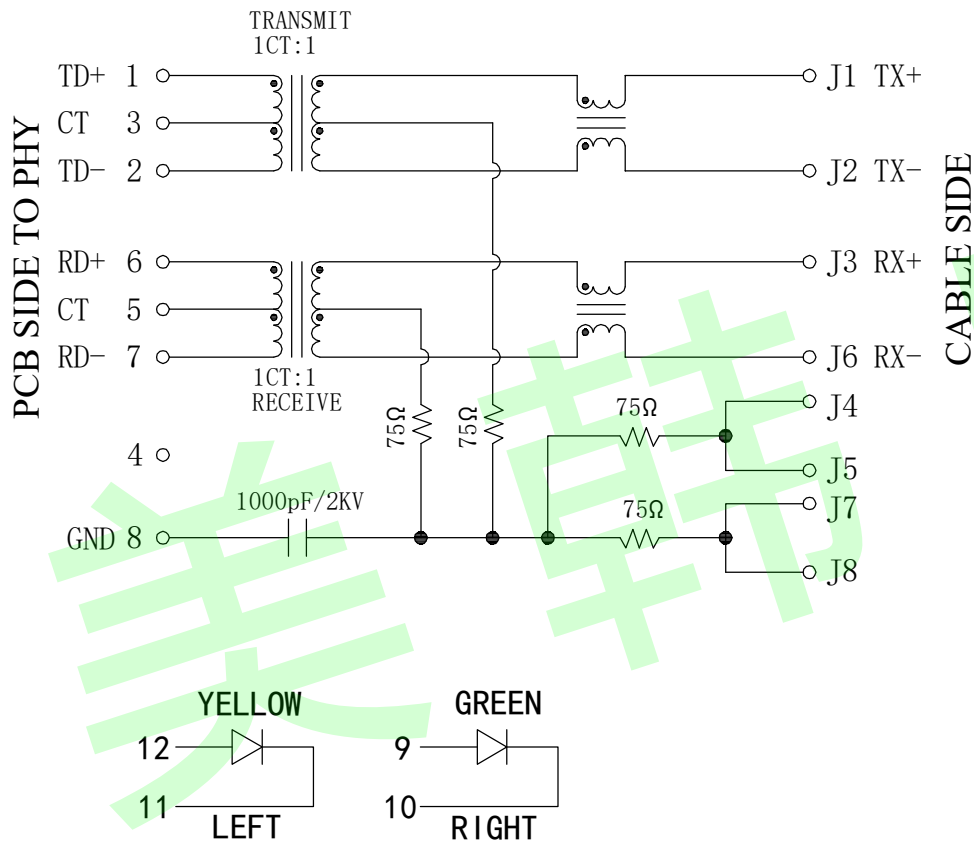 TRANSMIT
1CT:1
TD+ 1
J1 TX+
CT 3
TD- 2
J2 TX-
PCB SIDE TO PHY
CABLE SIDE
RD+ 6
J3 RX+
CT 5
RD- 7
J6 RX-
1CT:1
RECEIVE
75Ω
75Ω
75Ω
J4
4
J5
1000pF/2KV
75Ω
J7
GND 8
J8
美韩
YELLOW
GREEN
12
9
11
10
LEFT
RIGHT